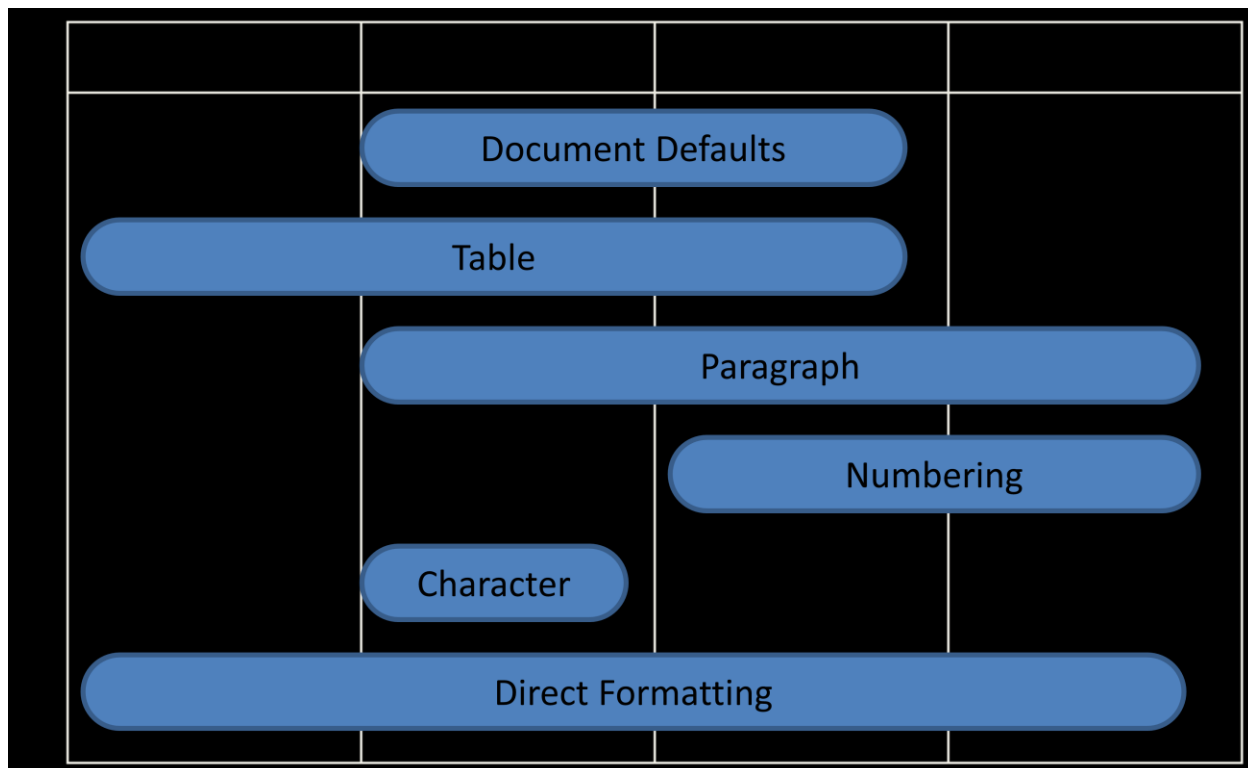 Document Defaults
Table
Paragraph
Numbering
Character
Direct Formatting